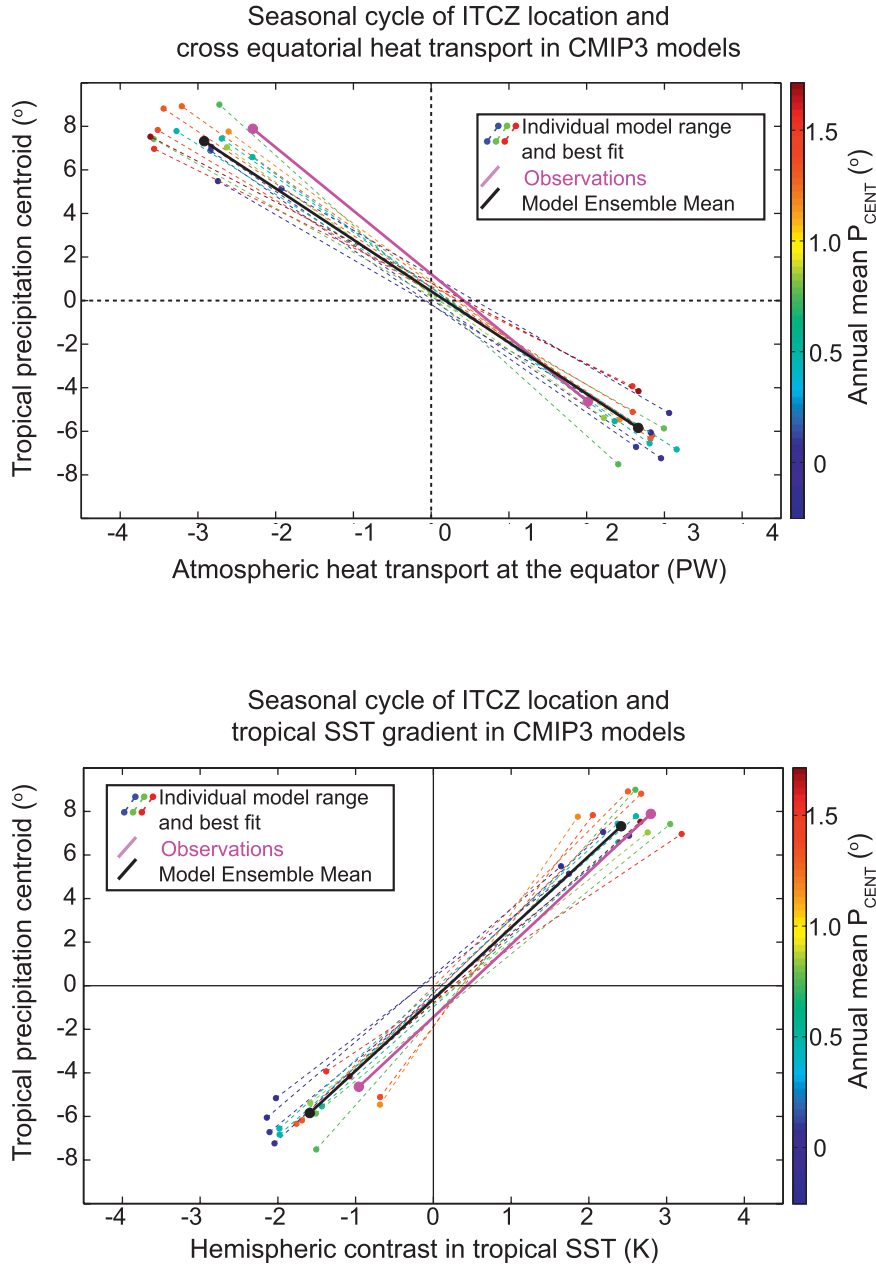 Seasonal cycle of ITCZ location and
cross equatorial heat transport in CMIP3 models
Tropical precipitation centroid (º)
8
6
4
2
0
-2
-4
-6
-8
Individual model range
and best fit
Observations
Model Ensemble Mean
-4 -3 -2 -1 0 1 2 3 4
Atmospheric heat transport at the equator (PW)
1.5
1.0
0.5
0
Annual mean PCENT (º)
Seasonal cycle of ITCZ location and
tropical SST gradient in CMIP3 models
Tropical precipitation centroid (º)
8
6
4
2
0
-2
-4
-6
-8
Individual model range
and best fit
Observations
Model Ensemble Mean
-4 -3 -2 -1 0 1 2 3 4
Hemispheric contrast in tropical SST (K)
1.5
1.0
0.5
0
Annual mean PCENT (º)